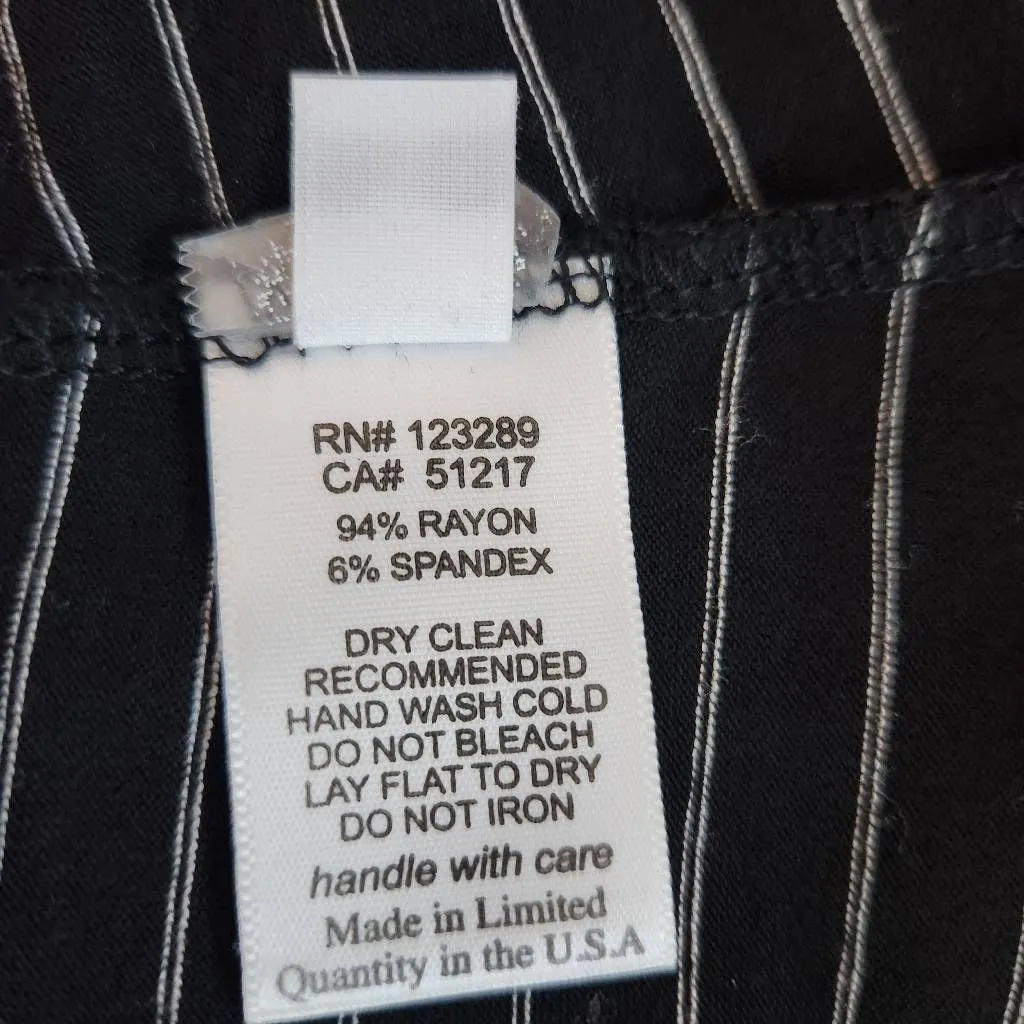 RN# 123289
CA# 51217
94% RAYON
6% SPANDEX
DRY CLEAN
RECOMMENDED
HAND WASH COLD
DO NOT BLEACH
LAY FLAT TO DRY
DO NOT IRON
handle with care
Made in Limited
Quantity in the U.S.A